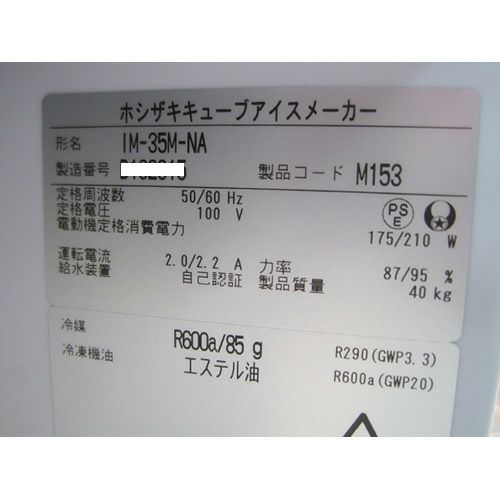 ホシザキキューブアイスメーカー
形名 IM-35M-NA
製造番号 製品コード M153
定格周波数 50/60 Hz
定格電圧 100 V
PS E
電動機定格消費電力 175/210 W
運転電流 2.0/2.2 A 力率 87/95 %
給水装置 自己認証 製品質量 40 kg
冷媒 R600a/85 g R290(GWP3.3)
冷凍機油 エステル油 R600a(GWP20)